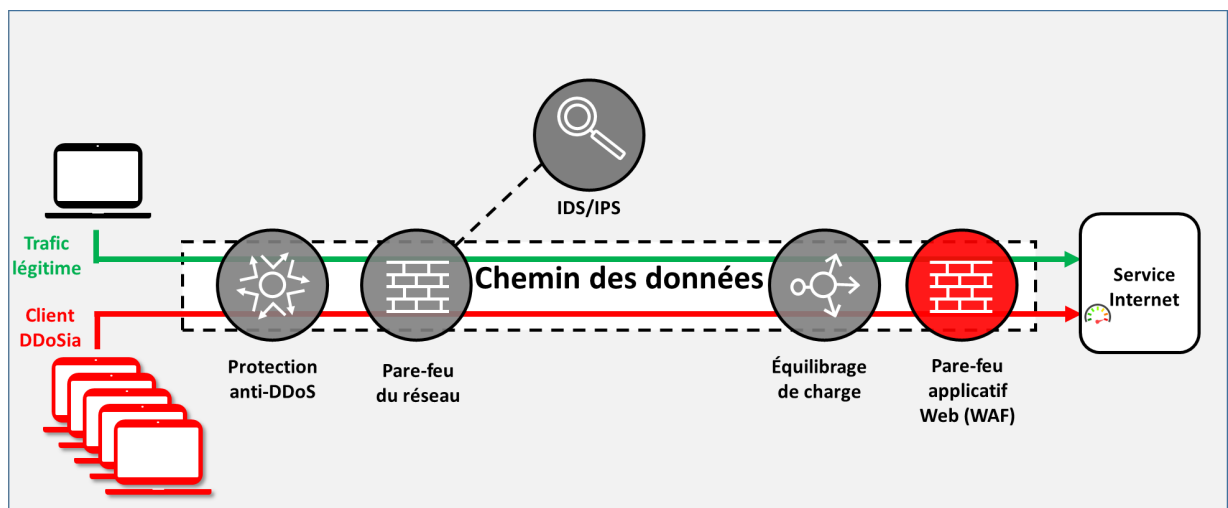 IDS/IPS
Trafic
légitime
Chemin des données
Service
Internet
Client
DDoSia
Protection
anti-DDoS
Pare-feu
du réseau
Équilibrage
de charge
Pare-feu
applicatif
Web (WAF)